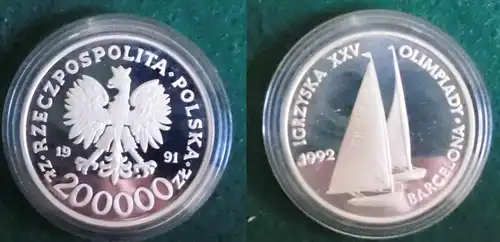 RZECZPOSPOLITA · POLSKA
19 91
ZŁ 200000 ZŁ
IGRZYSKA XXV OLIMPIADY
1992
BARCELONA